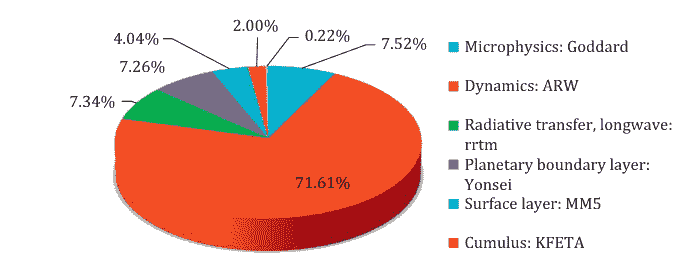 2.00%
4.04%
0.22%
7.52%
7.26%
7.34%
71.61%
Microphysics: Goddard
Dynamics: ARW
Radiative transfer, longwave:
rrtm
Planetary boundary layer:
Yonsei
Surface layer: MM5
Cumulus: KFETA